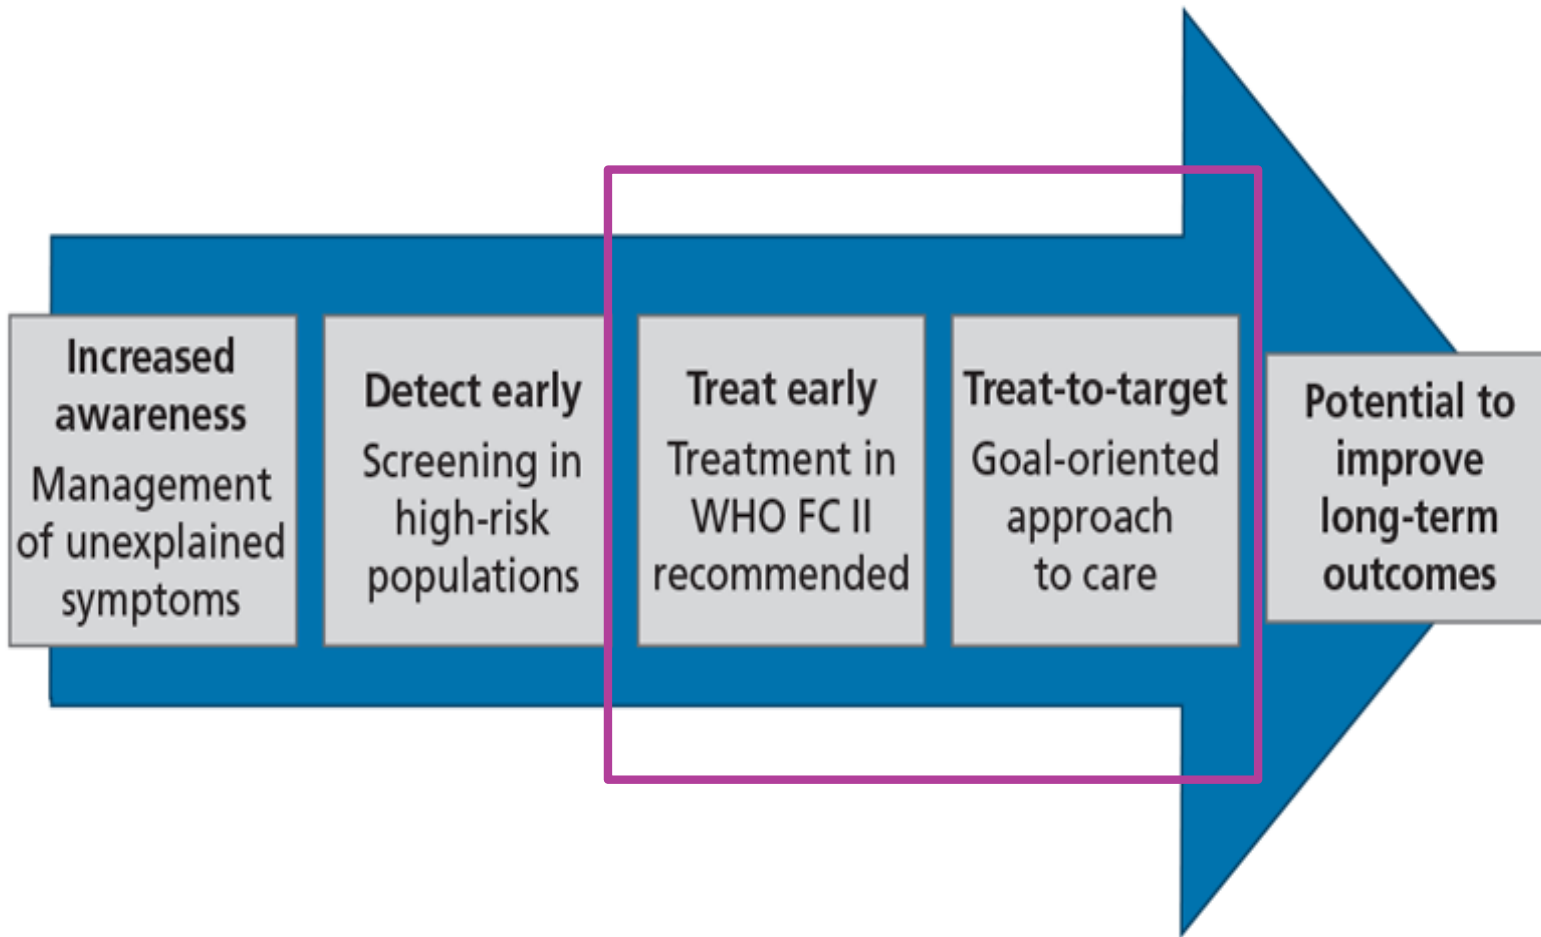 Increased
awareness
Management
of unexplained
symptoms
Detect early
Screening in
high-risk
populations
Treat early
Treatment in
WHO FC II
recommended
Treat-to-target
Goal-oriented
approach
to care
Potential to
improve
long-term
outcomes